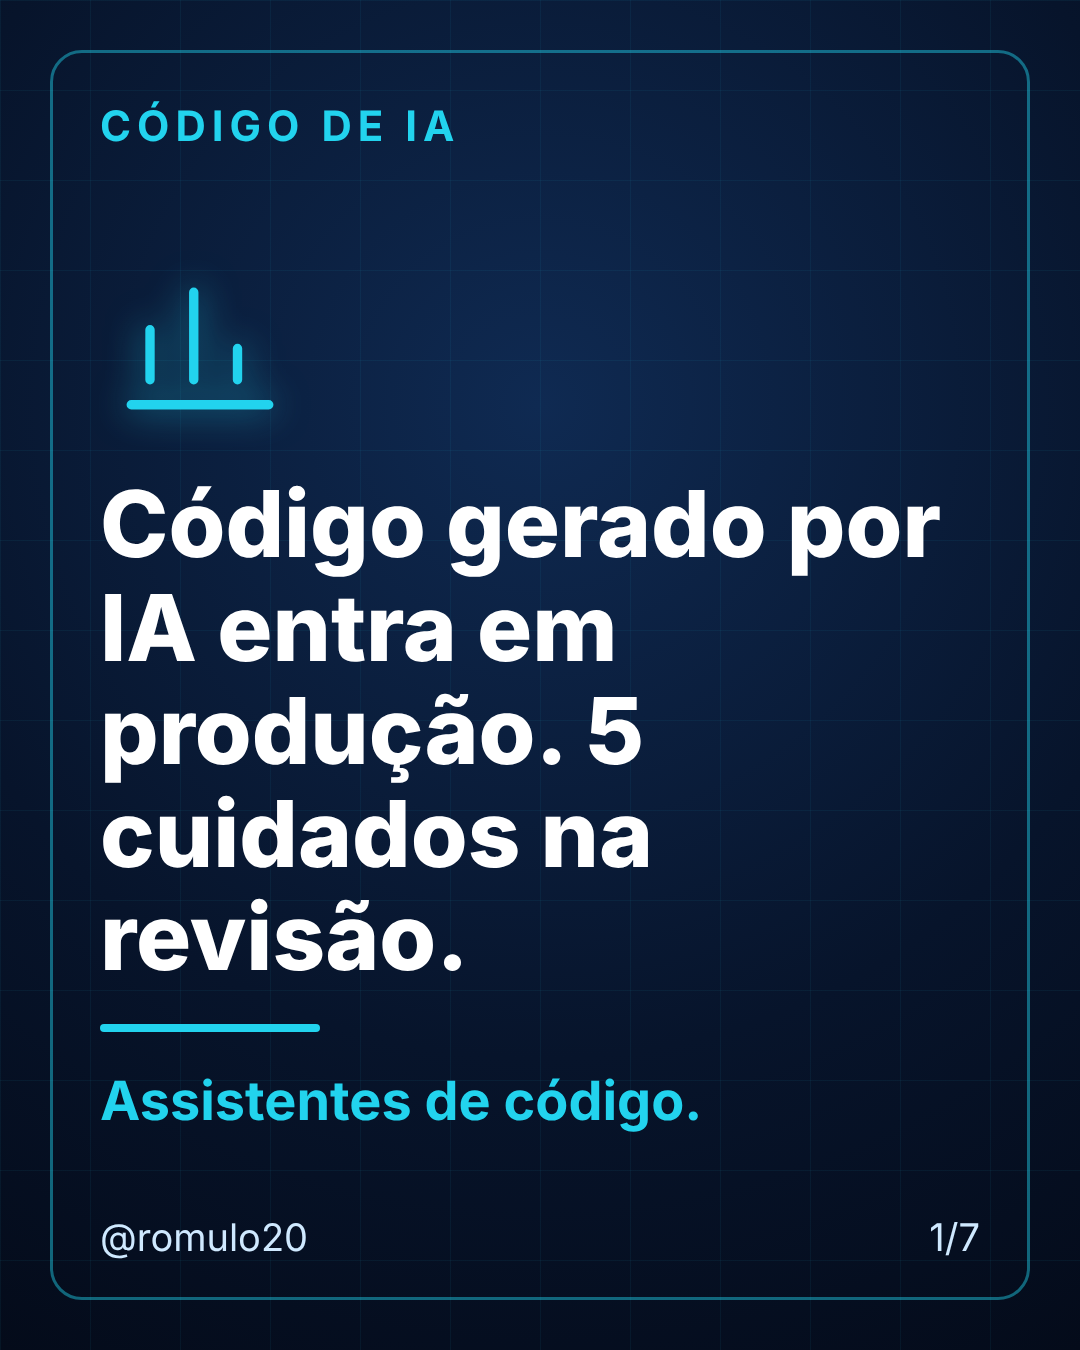 CÓDIGO DE IA
Código gerado por
IA entra em
produção. 5
cuidados na
revisão.
Assistentes de código.
@romulo20
1/7